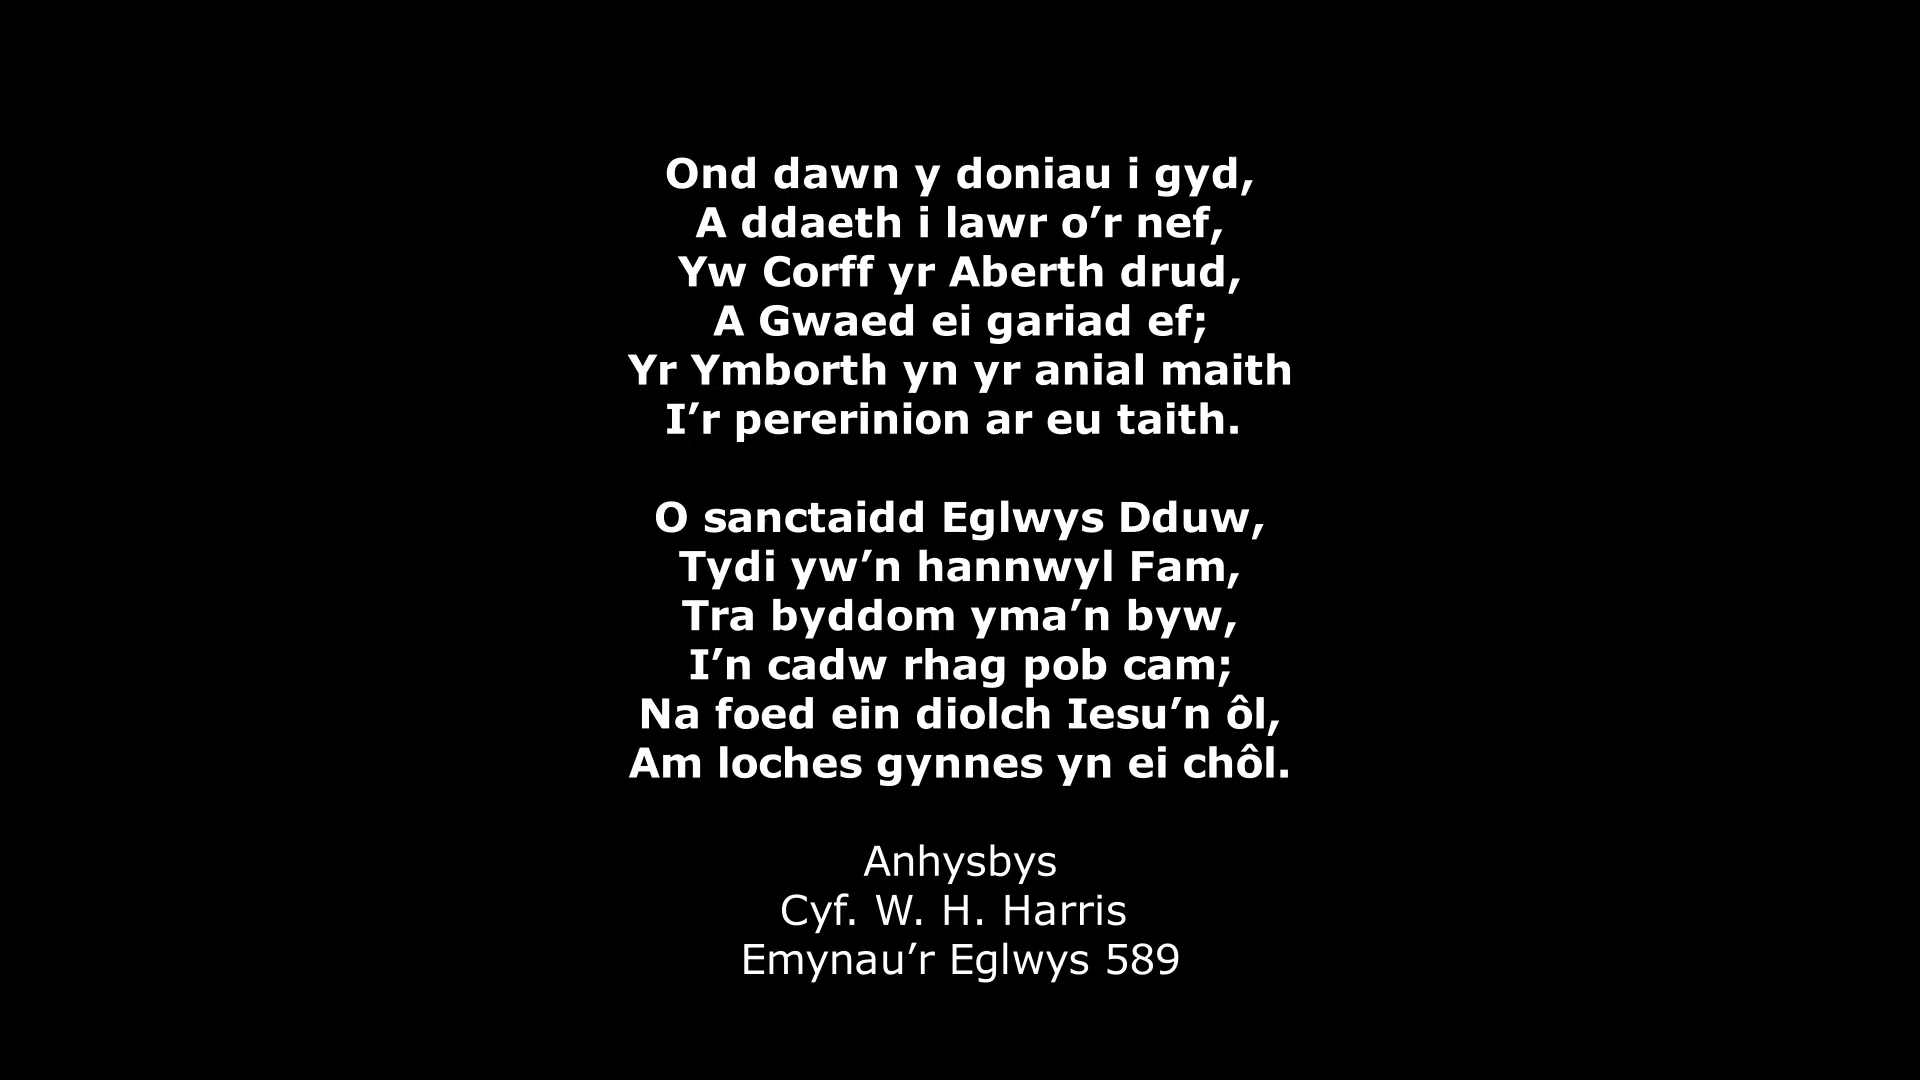 Ond dawn y doniau i gyd,
A ddaeth i lawr o’r nef,
Yw Corff yr Aberth drud,
A Gwaed ei gariad ef;
Yr Ymborth yn yr anial maith
I’r pererinion ar eu taith.
O sanctaidd Eglwys Dduw,
Tydi yw’n hannwyl Fam,
Tra byddom yma’n byw,
I’n cadw rhag pob cam;
Na foed ein diolch Iesu’n ôl,
Am loches gynnes yn ei chôl.
Anhysbys
Cyf. W. H. Harris
Emynau’r Eglwys 589